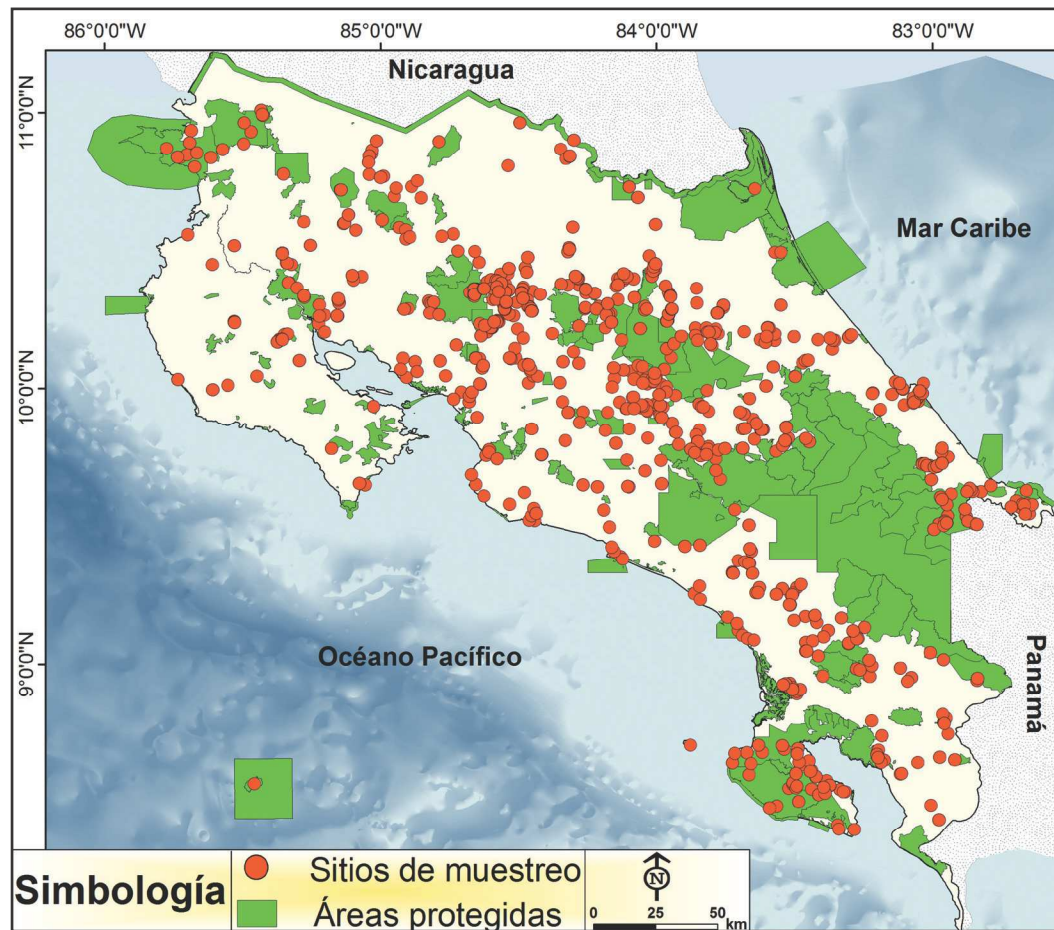 86°0'0"W 85°0'0"W 84°0'0"W 83°0'0"W
Nicaragua
11°0'0"N
Mar Caribe
10°0'0"N
Océano Pacífico
9°0'0"N
Panamá
Simbología
Sitios de muestreo
Áreas protegidas
N
0 25 50 km